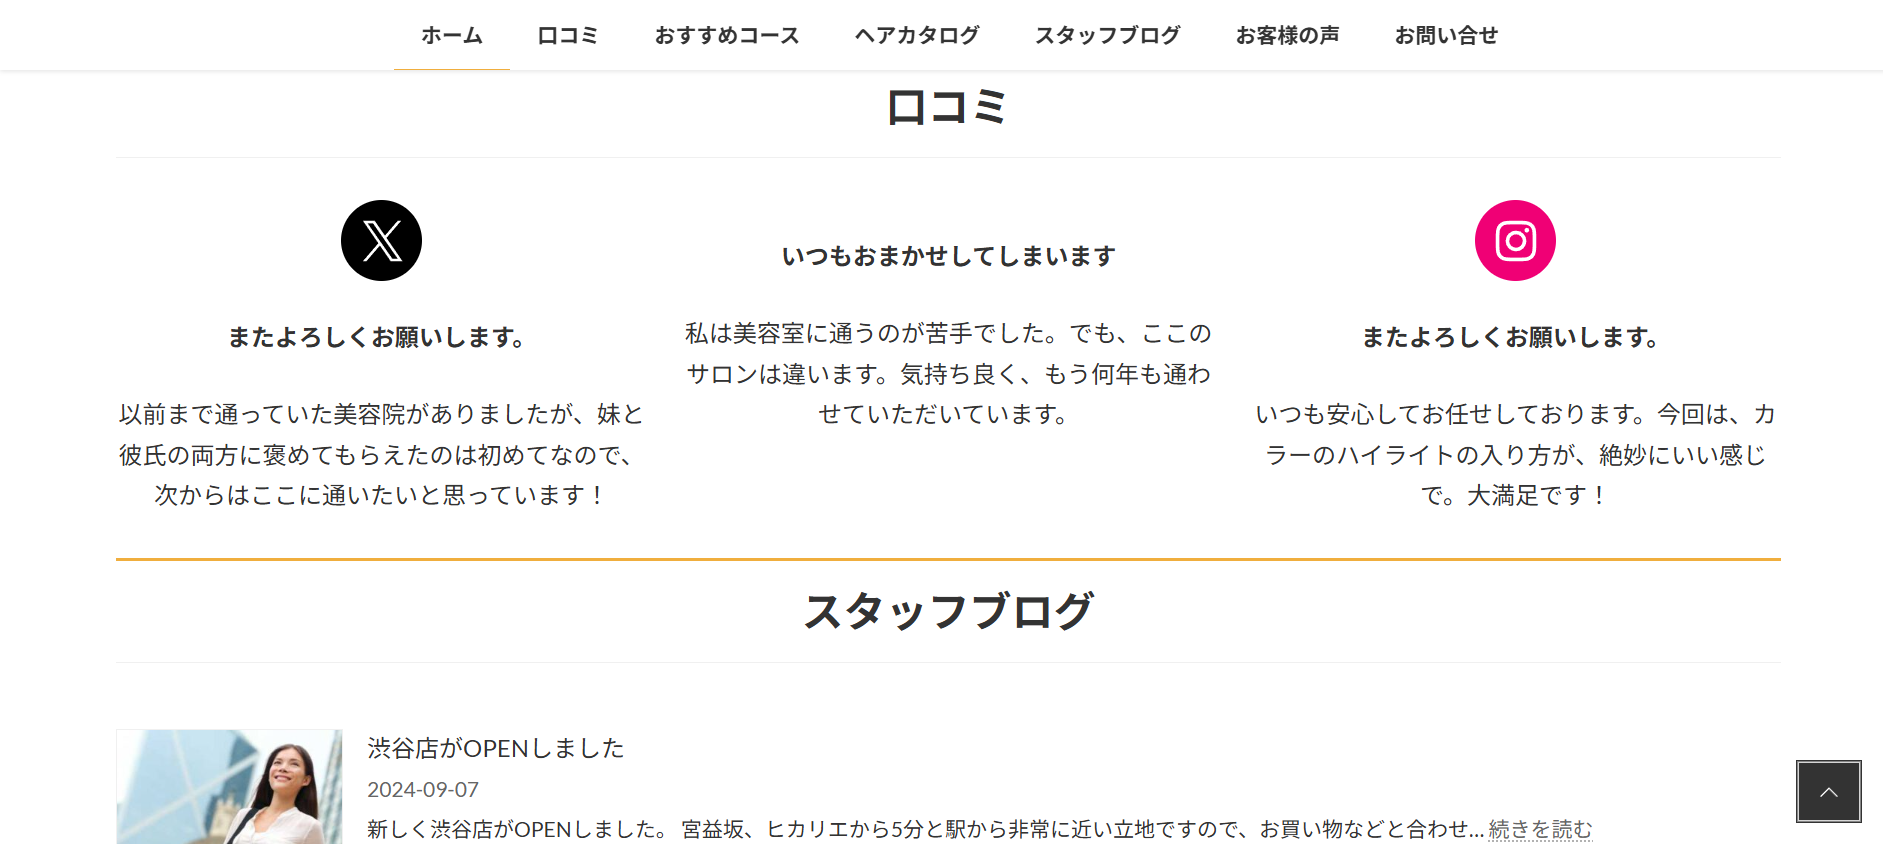 ホーム 口コミ おすすめコース ヘアカタログ スタッフブログ お客様の声 お問い合せ
口コミ
またよろしくお願いします。
以前まで通っていた美容院がありましたが、妹と
彼氏の両方に褒めてもらえたのは初めてなので、
次からはここに通いたいと思っています！
いつもおまかせしてしまいます
私は美容室に通うのが苦手でした。でも、ここの
サロンは違います。気持ち良く、もう何年も通わ
せていただいています。
またよろしくお願いします。
いつも安心してお任せしております。今回は、カ
ラーのハイライトの入り方が、絶妙にいい感じ
で。大満足です！
スタッフブログ
渋谷店がOPENしました
2024-09-07
新しく渋谷店がOPENしました。 宮益坂、ヒカリエから5分と駅から非常に近い立地ですので、お買い物などと合わせ... 続きを読む